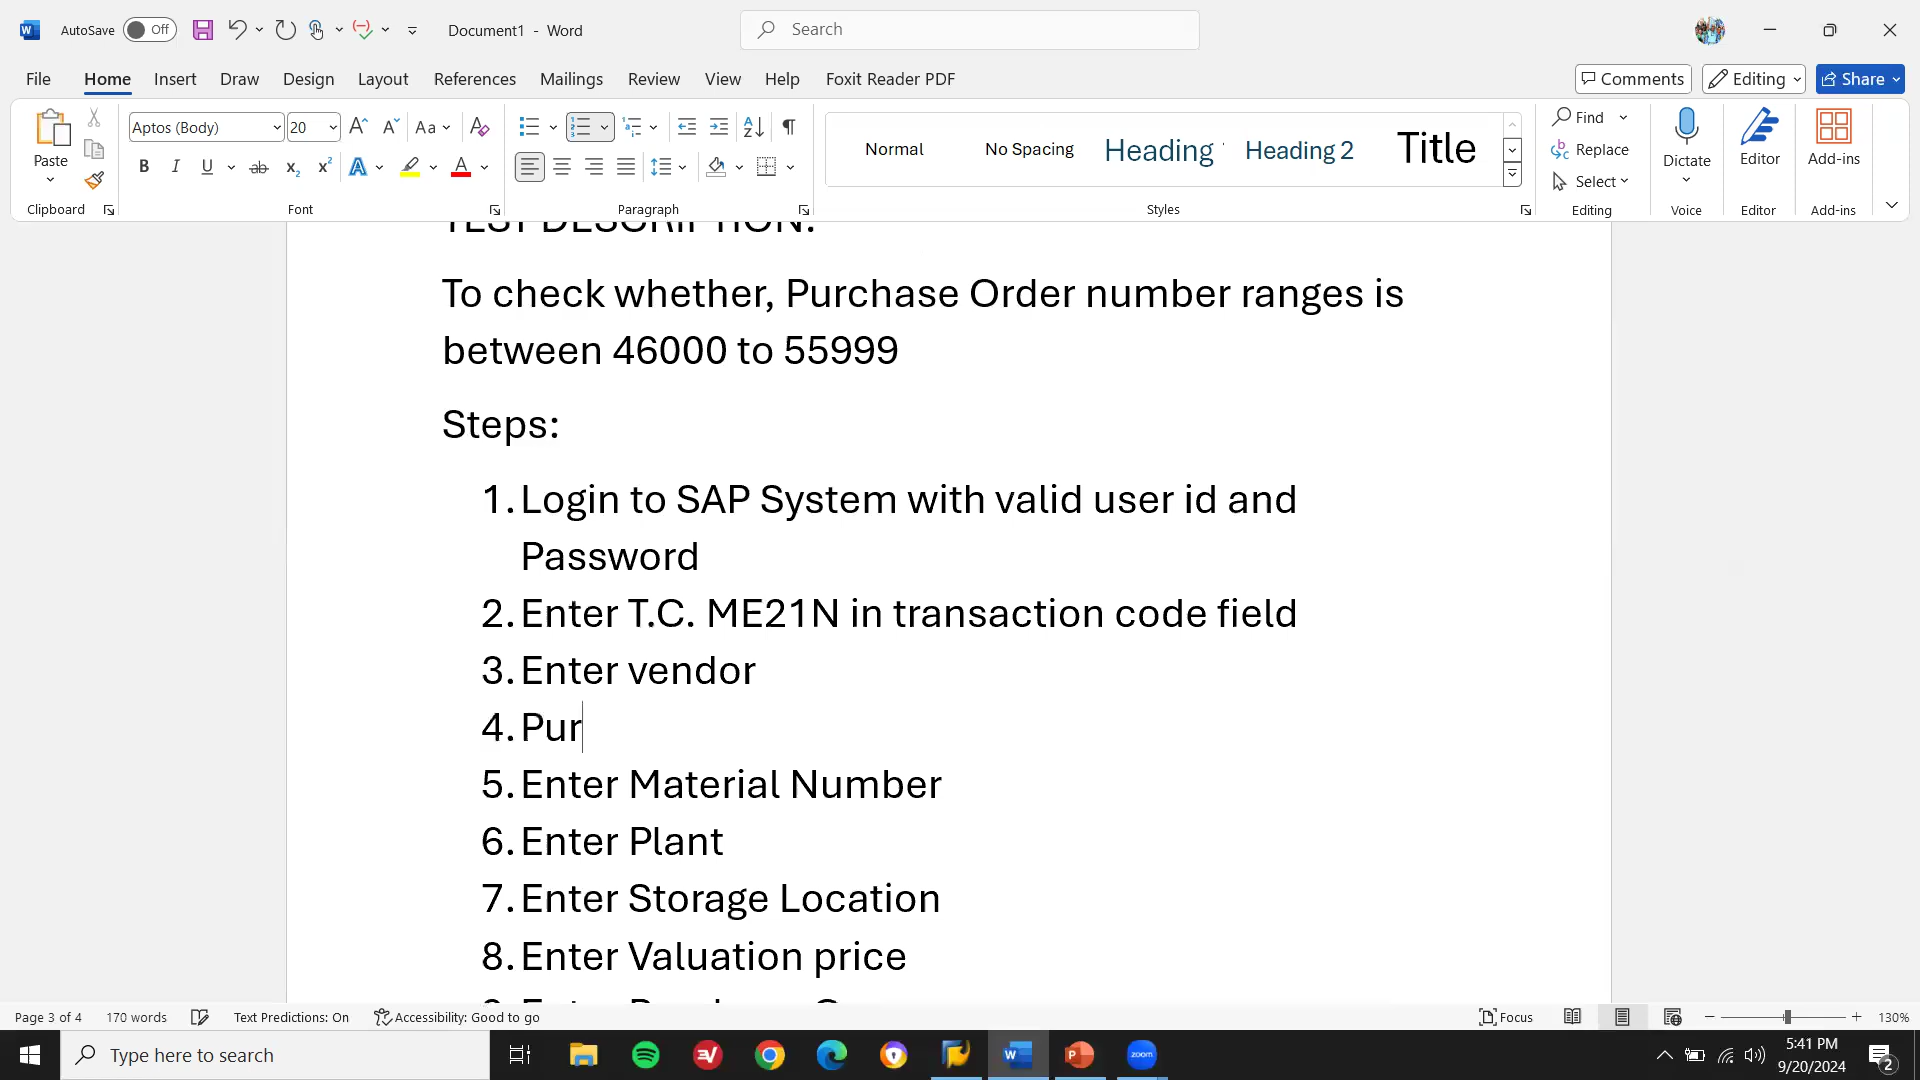 AutoSave Off Document1 - Word Search
File Home Insert Draw Design Layout References Mailings Review View Help Foxit Reader PDF Comments Editing Share
Paste
Clipboard
Aptos (Body) 20
Font
Paragraph
Normal No Spacing Heading Heading 2 Title
Styles
Find
Replace
Select
Editing
Dictate
Voice
Editor
Editor
Add-ins
Add-ins
TEST DESCRIPTION:
To check whether, Purchase Order number ranges is
between 46000 to 55999
Steps:
1. Login to SAP System with valid user id and
Password
2. Enter T.C. ME21N in transaction code field
3. Enter vendor
4. Pur
5. Enter Material Number
6. Enter Plant
7. Enter Storage Location
8. Enter Valuation price
Page 3 of 4 170 words Text Predictions: On Accessibility: Good to go Focus 130%
Type here to search
zoom
5:41 PM
9/20/2024
2